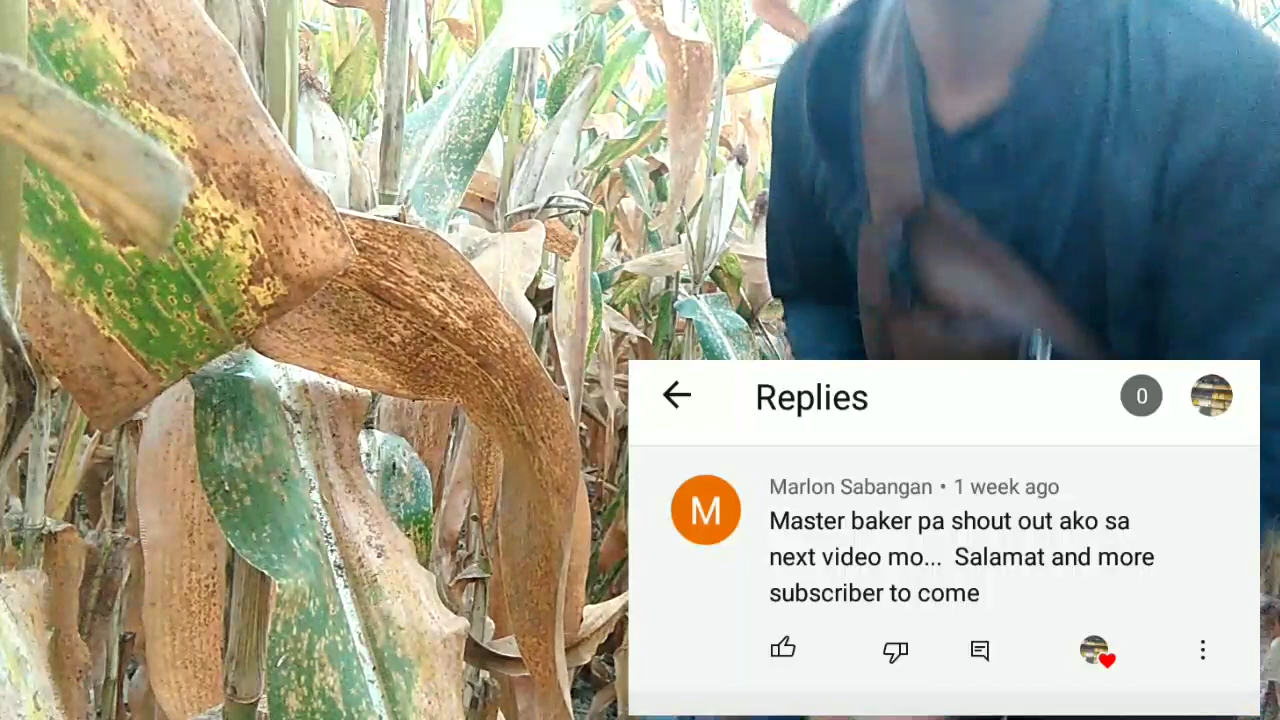 Replies
0
M
Marlon Sabangan • 1 week ago
Master baker pa shout out ako sa
next video mo... Salamat and more
subscriber to come